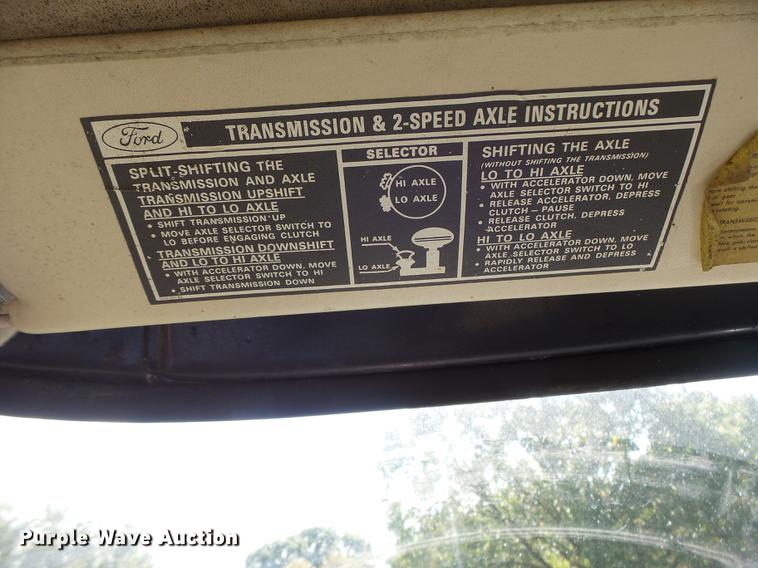 Ford
TRANSMISSION & 2-SPEED AXLE INSTRUCTIONS
SPLIT-SHIFTING THE
TRANSMISSION AND AXLE
TRANSMISSION UPSHIFT
AND HI TO LO AXLE
• SHIFT TRANSMISSION UP
• MOVE AXLE SELECTOR SWITCH TO
LO BEFORE ENGAGING CLUTCH
TRANSMISSION DOWNSHIFT
AND LO TO HI AXLE
• WITH ACCELERATOR DOWN, MOVE
AXLE SELECTOR SWITCH TO HI
• SHIFT TRANSMISSION DOWN
SELECTOR
HI AXLE
LO AXLE
HI AXLE
LO AXLE
SHIFTING THE AXLE
(WITHOUT SHIFTING THE TRANSMISSION)
LO TO HI AXLE
• WITH ACCELERATOR DOWN, MOVE
AXLE SELECTOR SWITCH TO HI
• RELEASE ACCELERATOR, DEPRESS
CLUTCH – PAUSE
• RELEASE CLUTCH, DEPRESS
ACCELERATOR
HI TO LO AXLE
• WITH ACCELERATOR DOWN, MOVE
AXLE SELECTOR SWITCH TO LO
• RAPIDLY RELEASE AND DEPRESS
ACCELERATOR
shifting the
gear
Purple Wave Auction